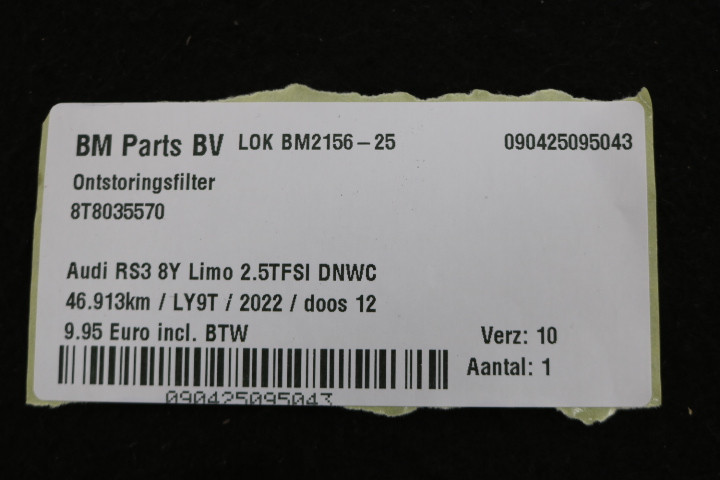 BM Parts BV LOK BM2156-25 090425095043
Ontstoringsfilter
8T8035570
Audi RS3 8Y Limo 2.5TFSI DNWC
46.913km / LY9T / 2022 / doos 12
9.95 Euro incl. BTW Verz: 10
Aantal: 1
090425095043